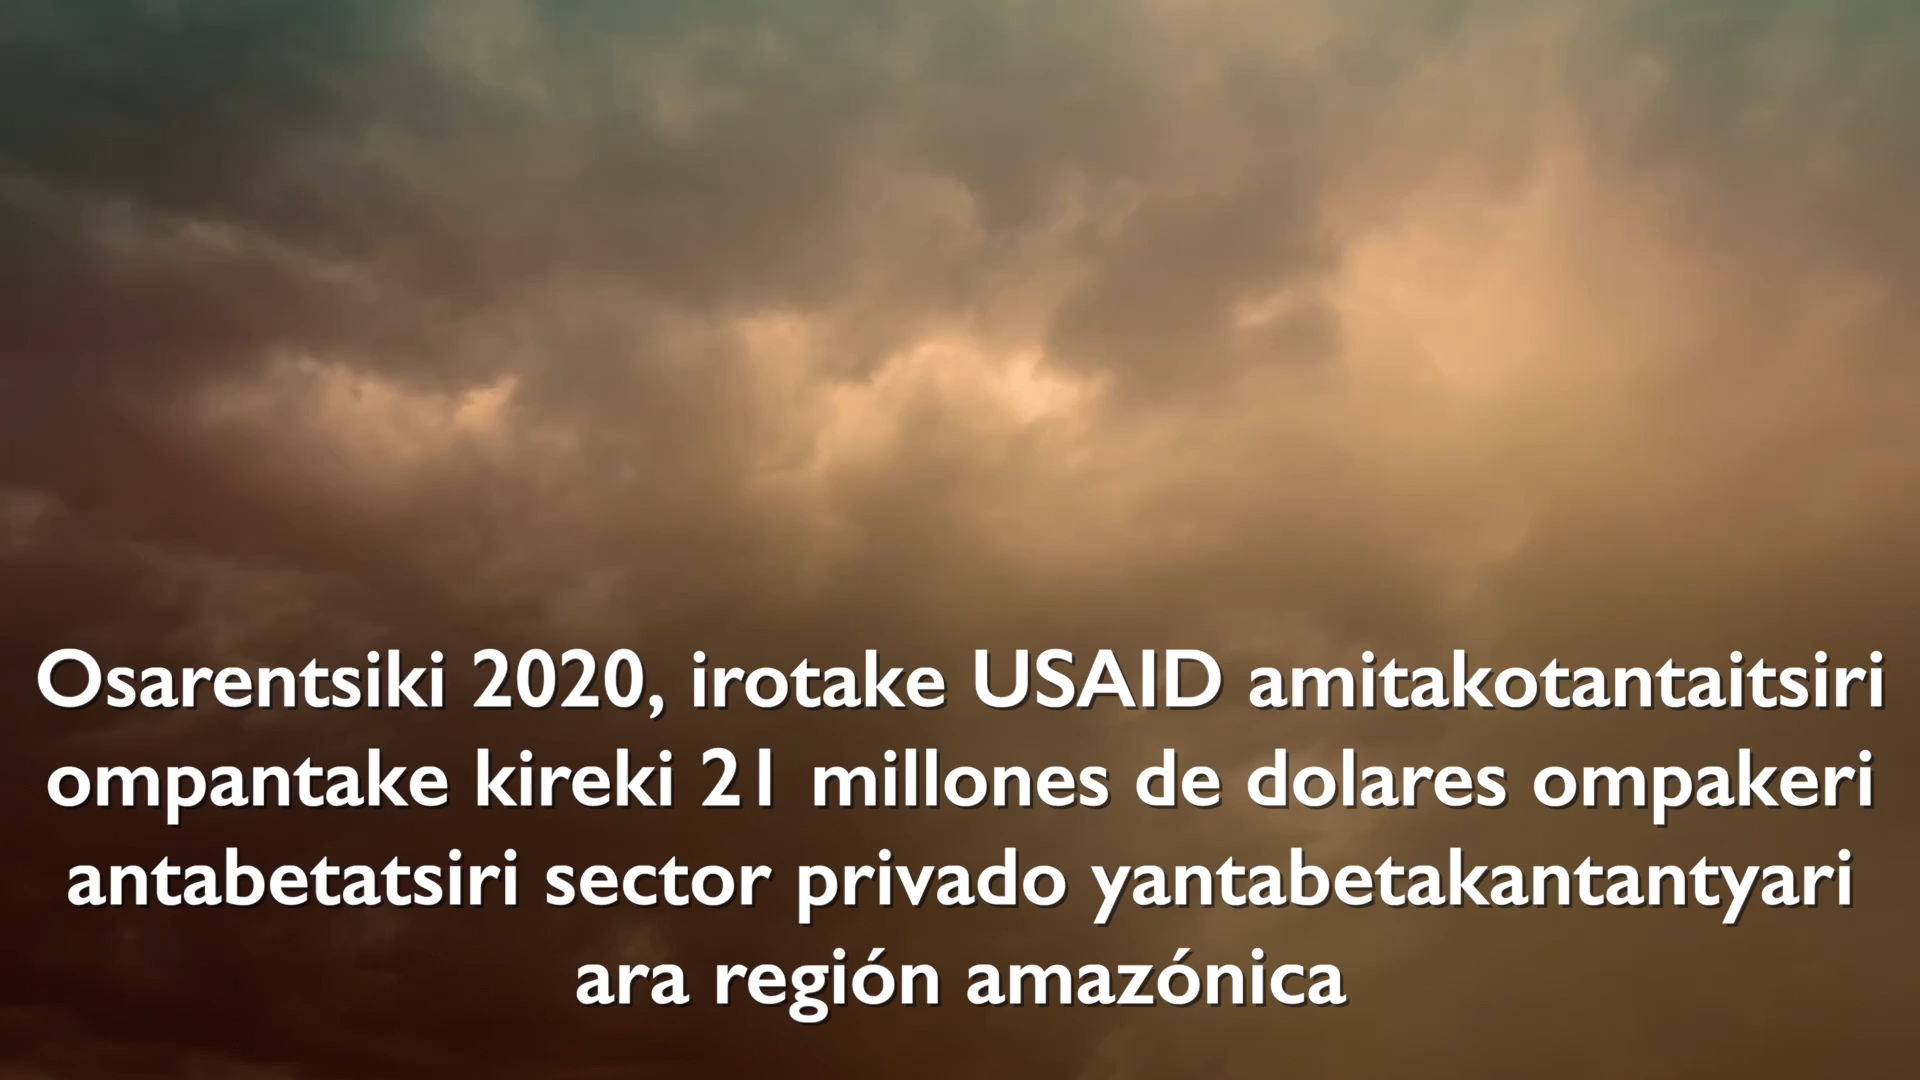 Osarentsiki 2020, irotake USAID amitakotantaitsiri
ompantake kireki 21 millones de dolares ompakeri
antabetatsiri sector privado yantabetakantantyari
ara región amazónica